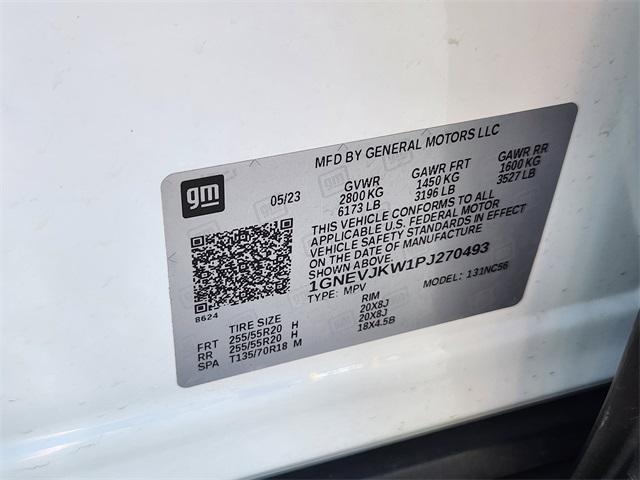 MFD BY GENERAL MOTORS LLC
gm
05/23
GVWR GAWR FRT GAWR RR
2800 KG 1450 KG 1600 KG
6173 LB 3196 LB 3527 LB
THIS VEHICLE CONFORMS TO ALL
APPLICABLE U.S. FEDERAL MOTOR
VEHICLE SAFETY STANDARDS IN EFFECT
ON THE DATE OF MANUFACTURE
SHOWN ABOVE.
1GNEVJKW1PJ270493
TYPE: MPV MODEL: 131NC56
8624
TIRE SIZE RIM
FRT 255/55R20 H 20X8J
RR 255/55R20 H 20X8J
SPA T135/70R18 M 18X4.5B